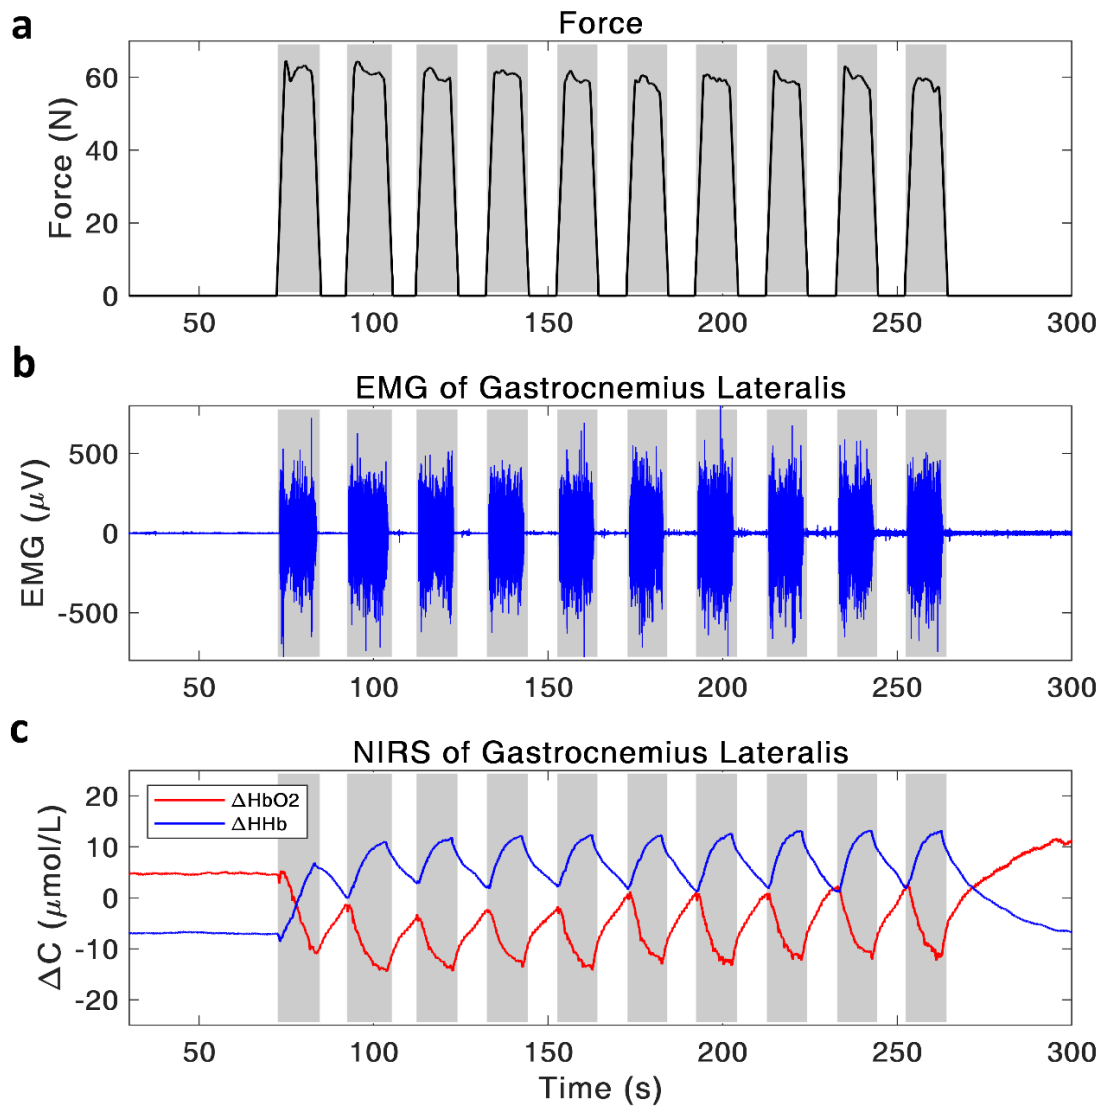 a
Force
Force (N)
60
40
20
0
50 100 150 200 250 300
b
EMG of Gastrocnemius Lateralis
EMG (μV)
500
0
-500
50 100 150 200 250 300
c
NIRS of Gastrocnemius Lateralis
ΔC (μmol/L)
20
10
0
-10
-20
ΔHbO2
ΔHHb
50 100 150 200 250 300
Time (s)